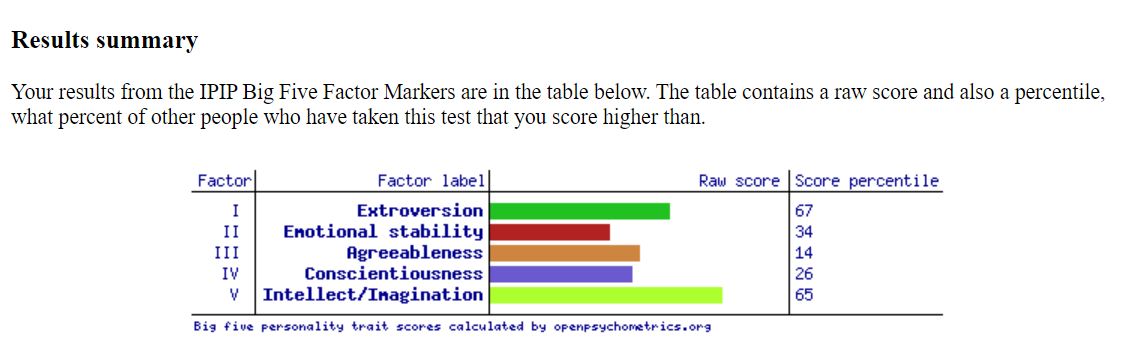 Results summary
Your results from the IPIP Big Five Factor Markers are in the table below. The table contains a raw score and also a percentile,
what percent of other people who have taken this test that you score higher than.
Factor Factor label Raw score Score percentile
I Extroversion 67
II Emotional stability 34
III Agreeableness 14
IV Conscientiousness 26
V Intellect/Imagination 65
Big five personality trait scores calculated by openpsychometrics.org